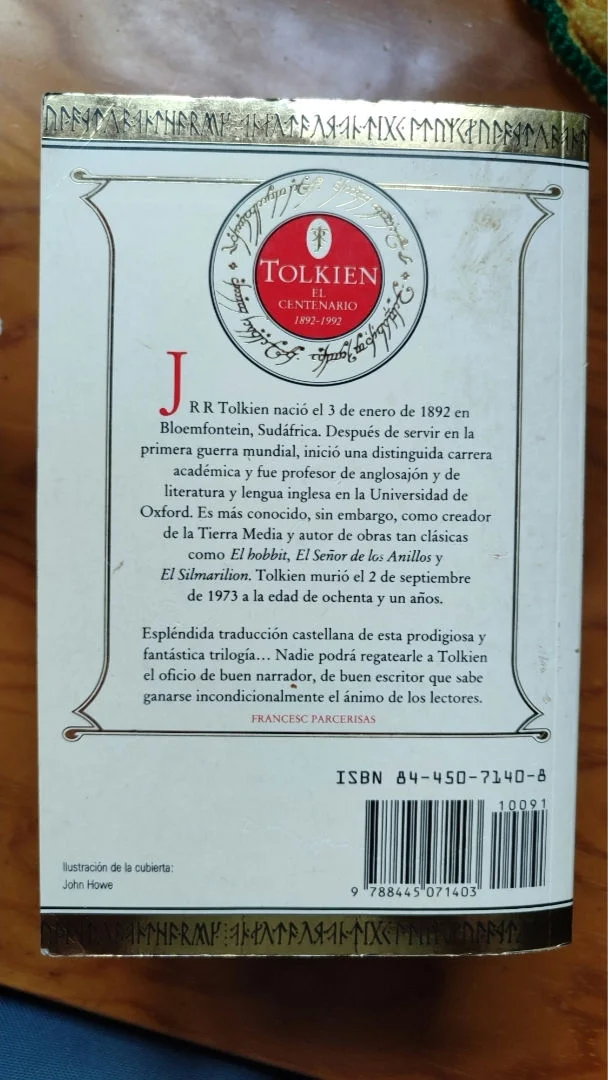 TOLKIEN
EL
CENTENARIO
1892-1992
J R R Tolkien nació el 3 de enero de 1892 en
Bloemfontein, Sudáfrica. Después de servir en la
primera guerra mundial, inició una distinguida carrera
académica y fue profesor de anglosajón y de
literatura y lengua inglesa en la Universidad de
Oxford. Es más conocido, sin embargo, como creador
de la Tierra Media y autor de obras tan clásicas
como El hobbit, El Señor de los Anillos y
El Silmarilion. Tolkien murió el 2 de septiembre
de 1973 a la edad de ochenta y un años.
Espléndida traducción castellana de esta prodigiosa y
fantástica trilogía... Nadie podrá regatearle a Tolkien
el oficio de buen narrador, de buen escritor que sabe
ganarse incondicionalmente el ánimo de los lectores.
FRANCESC PARCERISAS
ISBN 84-450-7140-8
10091
9 788445 071403
Ilustración de la cubierta:
John Howe